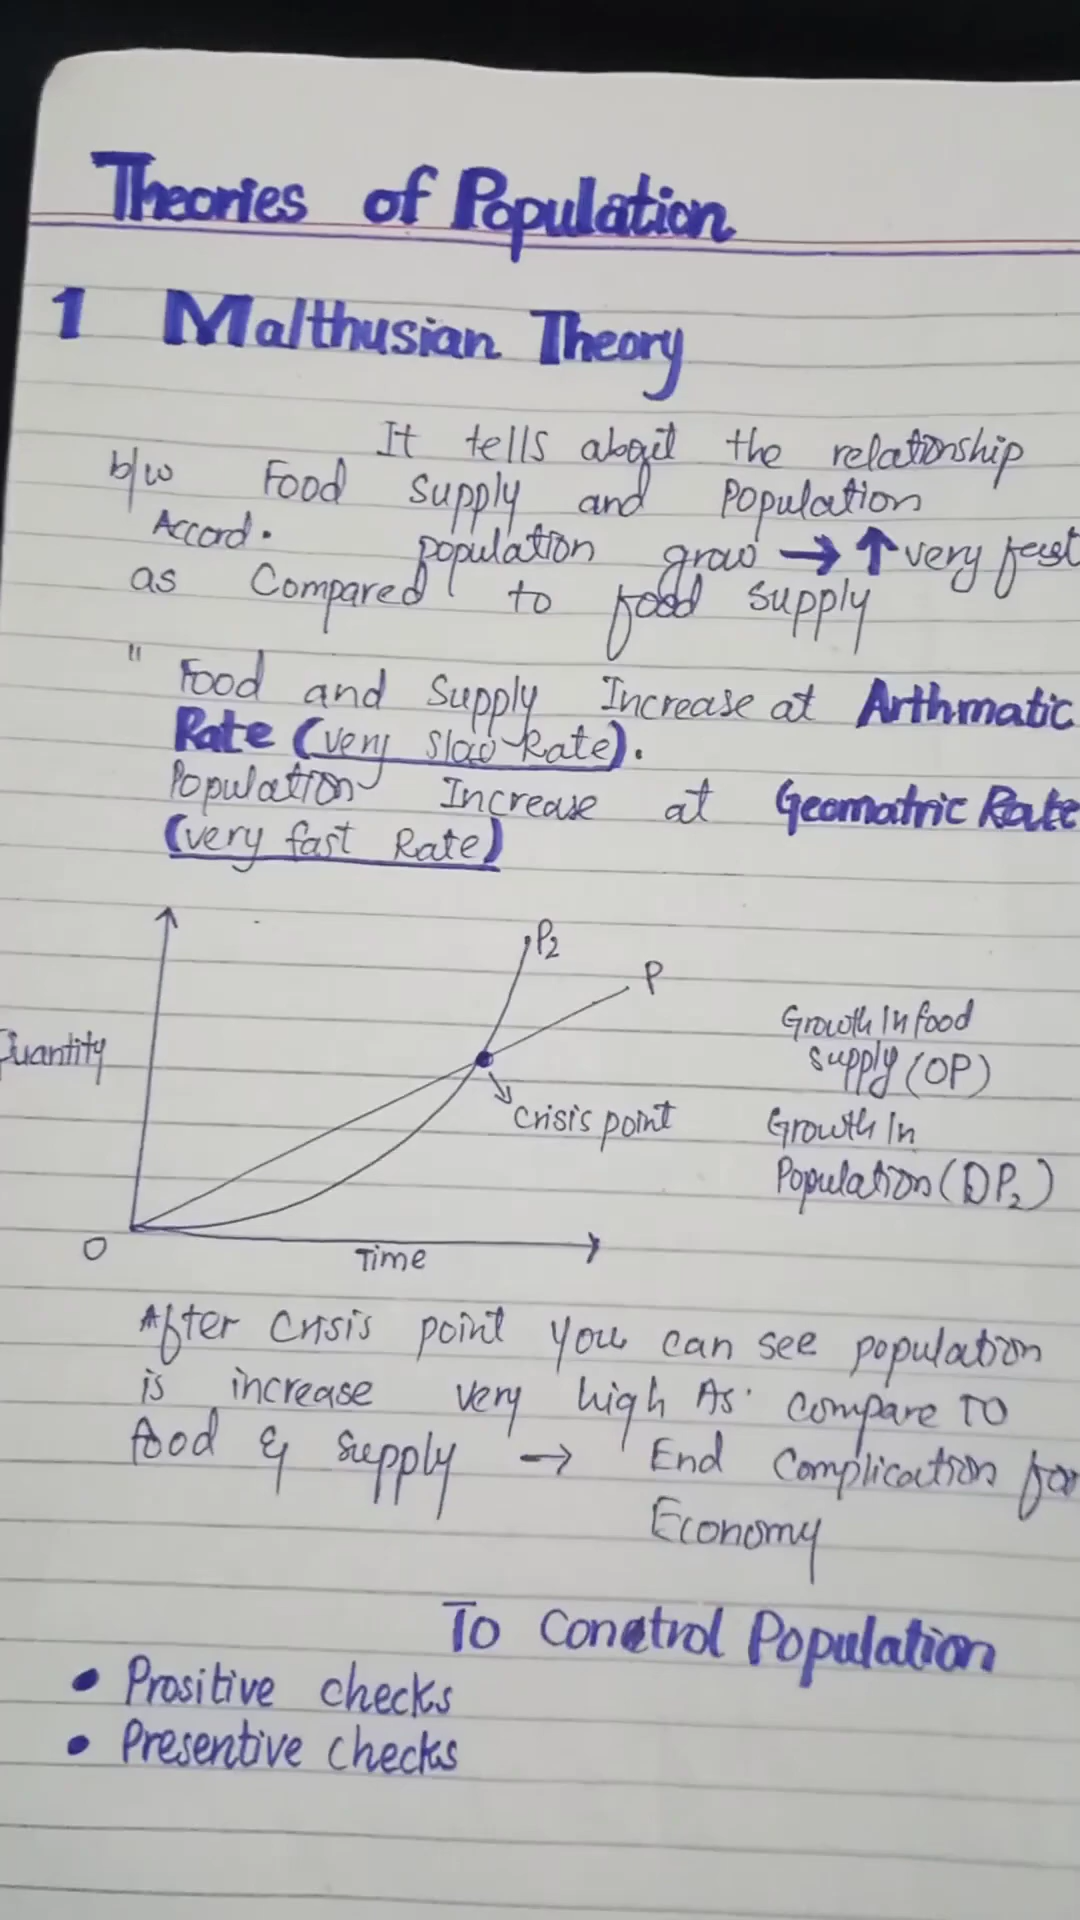 Theories of Population
1 Malthusian Theory
It tells about the relationship
b/w Food Supply and Population
Accord. population grow → ↑ very fast
as Compared to food supply
" Food and Supply Increase at Arthmatic
Rate (very slow Rate).
Population Increase at Geomatric Rate
(very fast Rate)
P2
P
Quantity
Crisis point
O
Time
Growth In food
supply (OP)
Growth In
Population (OP2)
After crisis point you can see population
is increase very high As compare TO
food & supply → End Complication for
Economy
To Conctrol Population
• Prositive checks
• Presentive checks